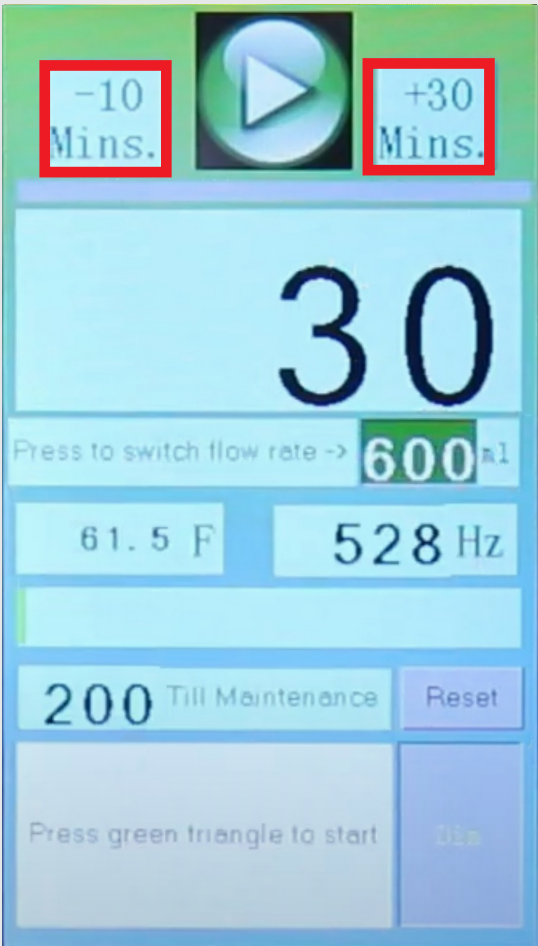 -10
Mins.
+30
Mins.
30
Press to switch flow rate -> 600 ml
61.5 F
528 Hz
200 Till Maintenance
Reset
Press green triangle to start
Dim